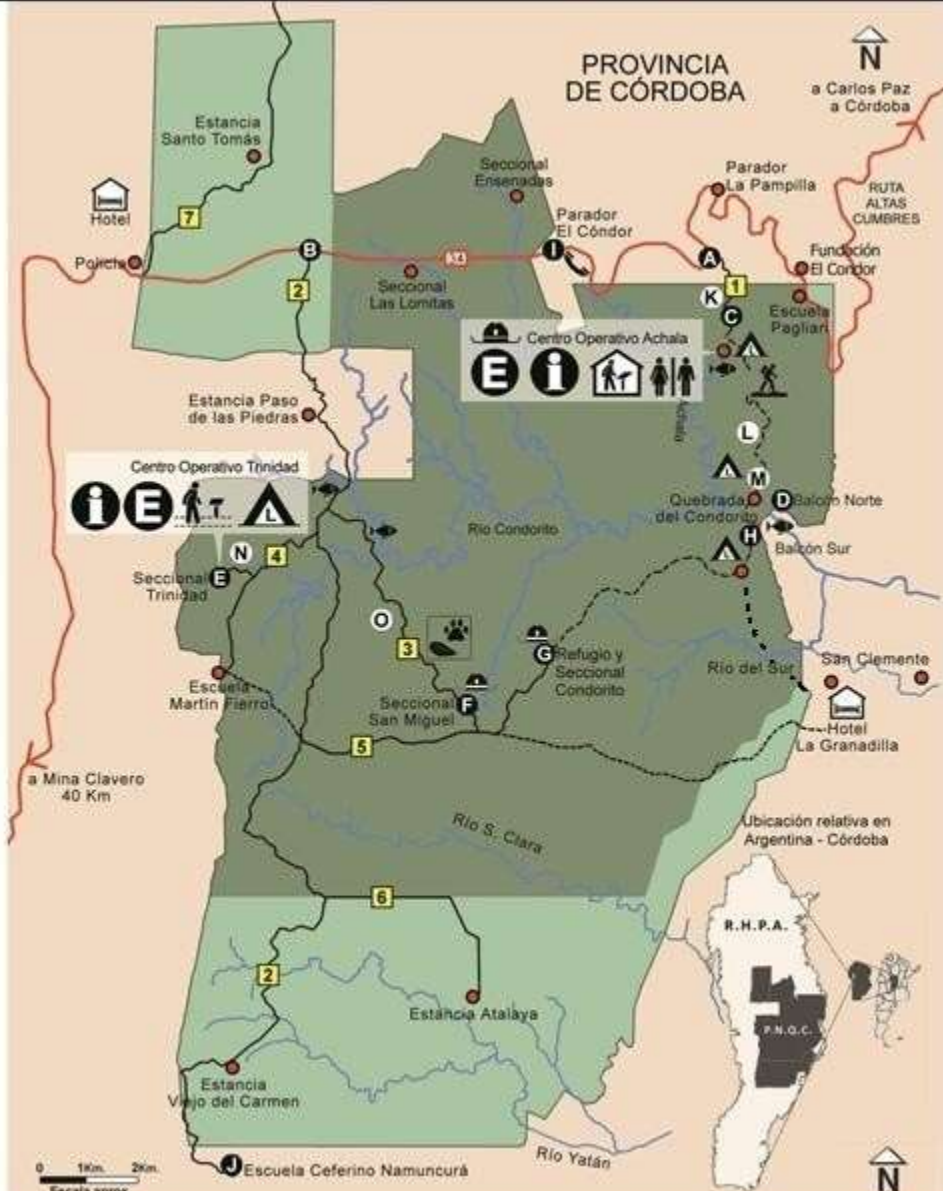 PROVINCIA
DE CÓRDOBA
N
a Carlos Paz
a Córdoba
Estancia
Santo Tomás
Seccional
Ensenadas
Parador
La Pampilla
RUTA
ALTAS
CUMBRES
Hotel
7
Parador
El Cóndor
Policía
B
I
A
Fundación
El Condor
34
2
Seccional
Las Lomitas
1
K
C
Escuela
Pagliari
Centro Operativo Achala
E
i
L
Achala
Estancia Paso
de las Piedras
L
Centro Operativo Trinidad
i
E
L
L
M
Quebrada
del Condorito
D
Balcón Norte
Río Condorito
H
Balcón Sur
N
4
L
Seccional
Trinidad
E
O
3
G
Refugio y
Seccional
Condorito
Río del Sur
San Clemente
Escuela
Martín Fierro
Seccional
San Miguel
F
Hotel
La Granadilla
5
a Mina Clavero
40 Km
Río S. Clara
Ubicación relativa en
Argentina - Córdoba
6
R.H.P.A.
2
Estancia Atalaya
P.N.Q.C.
Estancia
Viejo del Carmen
Río Yatán
J
Escuela Ceferino Namuncurá
0 1Km. 2Km.
Escala aprox.
N